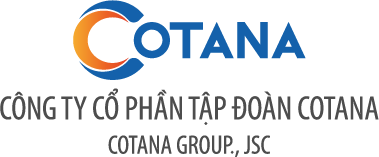 COTANA
CÔNG TY CỔ PHẦN TẬP ĐOÀN COTANA
COTANA GROUP., JSC